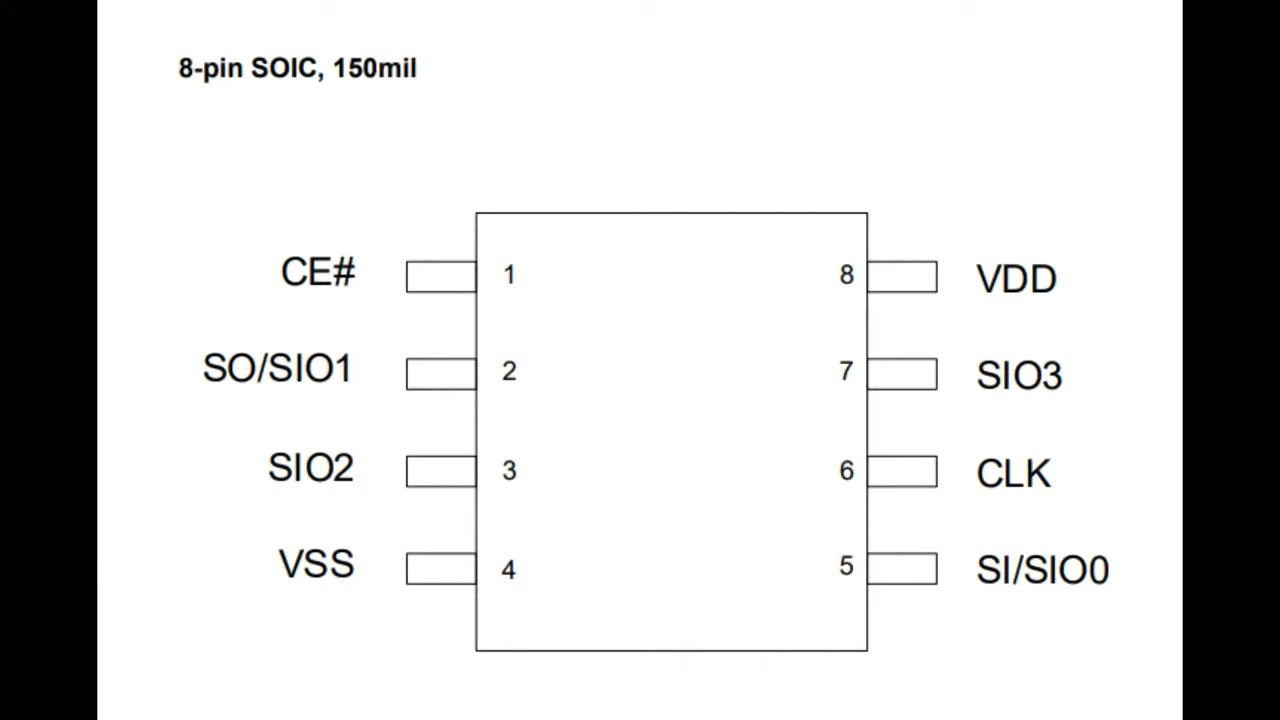 8-pin SOIC, 150mil
CE# 1 8 VDD
SO/SIO1 2 7 SIO3
SIO2 3 6 CLK
VSS 4 5 SI/SIO0